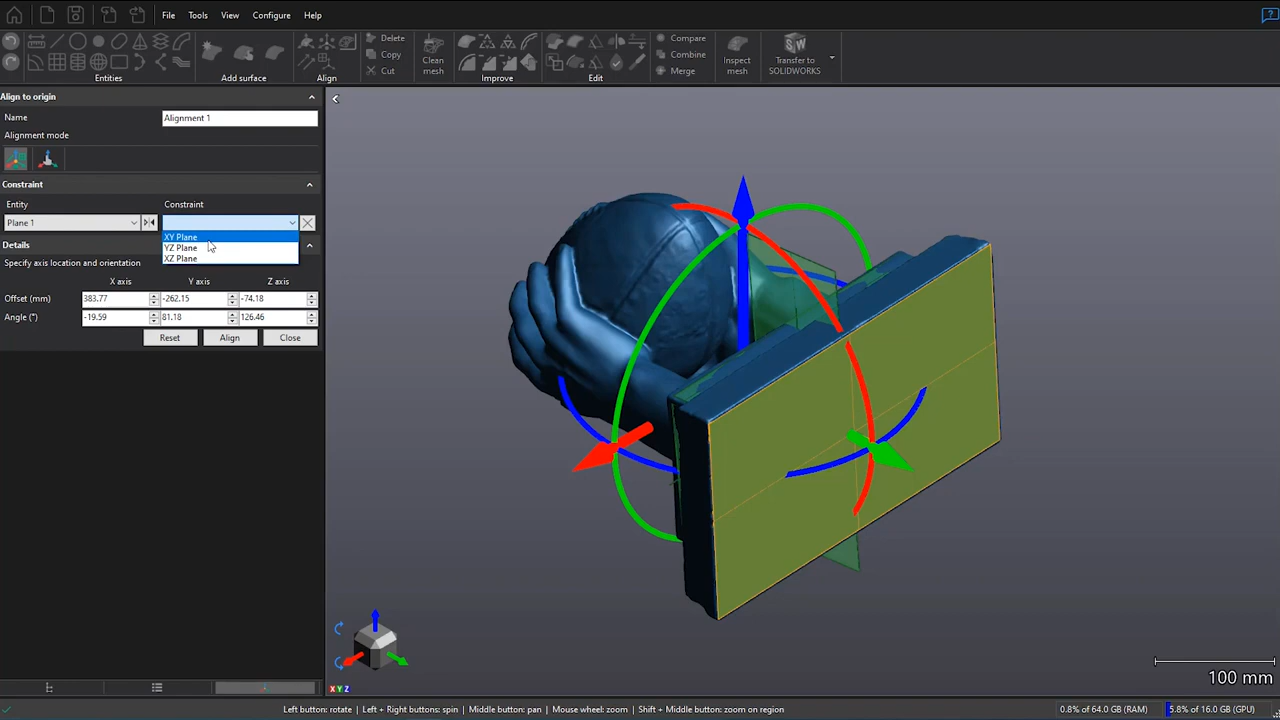 File Tools View Configure Help
Delete
Copy
Cut
Clean mesh
Compare
Combine
Merge
Inspect mesh
Transfer to SOLIDWORKS
Entities Add surface Align Improve Edit
Align to origin
Name Alignment 1
Alignment mode
Constraint
Entity Constraint
Plane 1
XY Plane
YZ Plane
XZ Plane
Details
Specify axis location and orientation
X axis Y axis Z axis
Offset (mm) 383.77 -262.15 -74.18
Angle (°) -19.59 81.18 126.46
Reset Align Close
100 mm
X Y Z
Left button: rotate | Left + Right buttons: spin | Middle button: pan | Mouse wheel: zoom | Shift + Middle button: zoom on region
0.8% of 64.0 GB (RAM) 5.8% of 16.0 GB (GPU)